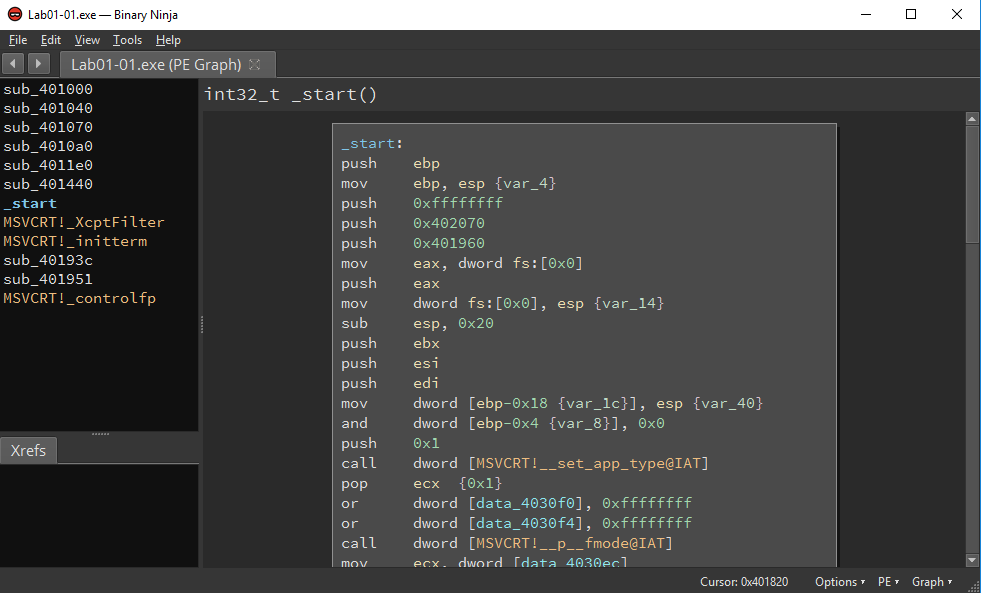 Lab01-01.exe — Binary Ninja
File Edit View Tools Help
Lab01-01.exe (PE Graph)
sub_401000
sub_401040
sub_401070
sub_4010a0
sub_4011e0
sub_401440
_start
MSVCRT!_XcptFilter
MSVCRT!_initterm
sub_40193c
sub_401951
MSVCRT!_controlfp
Xrefs
int32_t _start()
_start:
push ebp
mov ebp, esp {var_4}
push 0xffffffff
push 0x402070
push 0x401960
mov eax, dword fs:[0x0]
push eax
mov dword fs:[0x0], esp {var_14}
sub esp, 0x20
push ebx
push esi
push edi
mov dword [ebp-0x18 {var_1c}], esp {var_40}
and dword [ebp-0x4 {var_8}], 0x0
push 0x1
call dword [MSVCRT!__set_app_type@IAT]
pop ecx {0x1}
or dword [data_4030f0], 0xffffffff
or dword [data_4030f4], 0xffffffff
call dword [MSVCRT!__p__fmode@IAT]
mov ecx, dword [data_4030ec]
Cursor: 0x401820 Options PE Graph